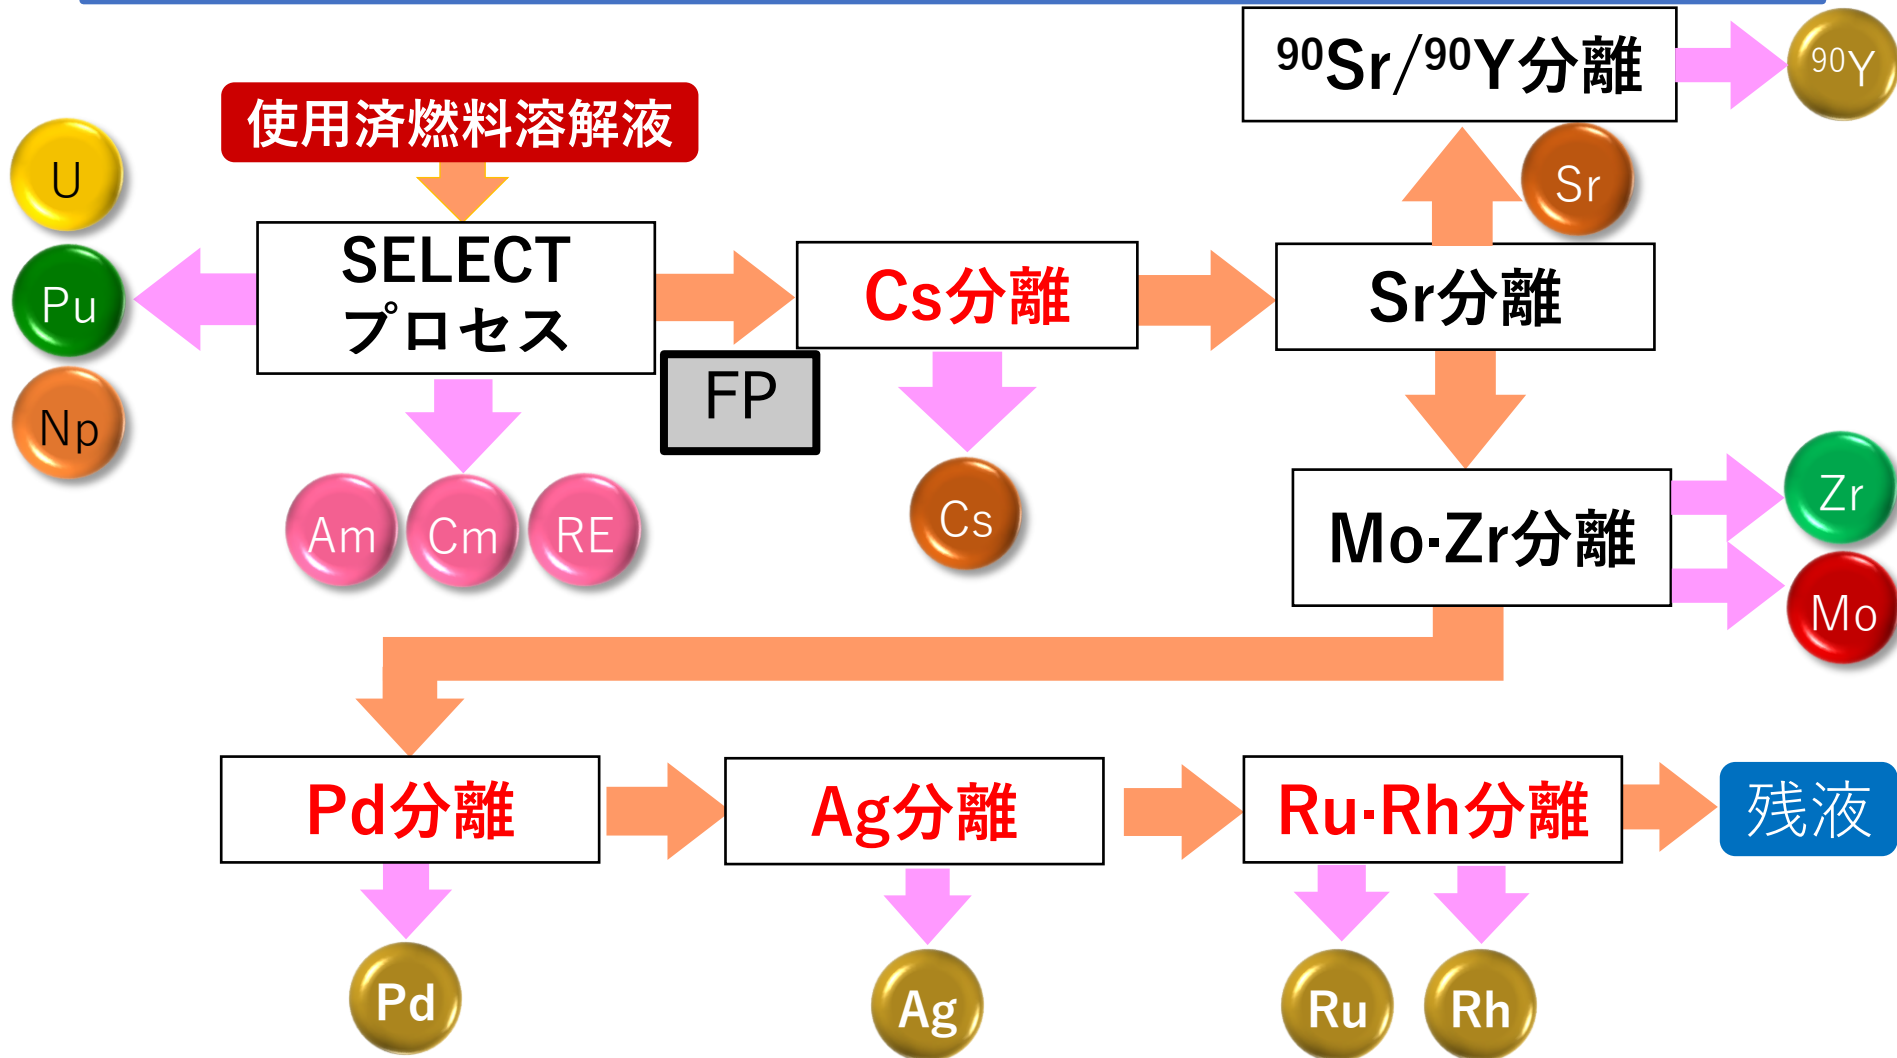 ⁹⁰Sr/⁹⁰Y分離
⁹⁰Y
使用済燃料溶解液
U
Sr
SELECT
プロセス
Cs分離
Sr分離
Pu
FP
Np
Am
Cm
RE
Cs
Mo·Zr分離
Zr
Mo
Pd分離
Ag分離
Ru·Rh分離
残液
Pd
Ag
Ru
Rh